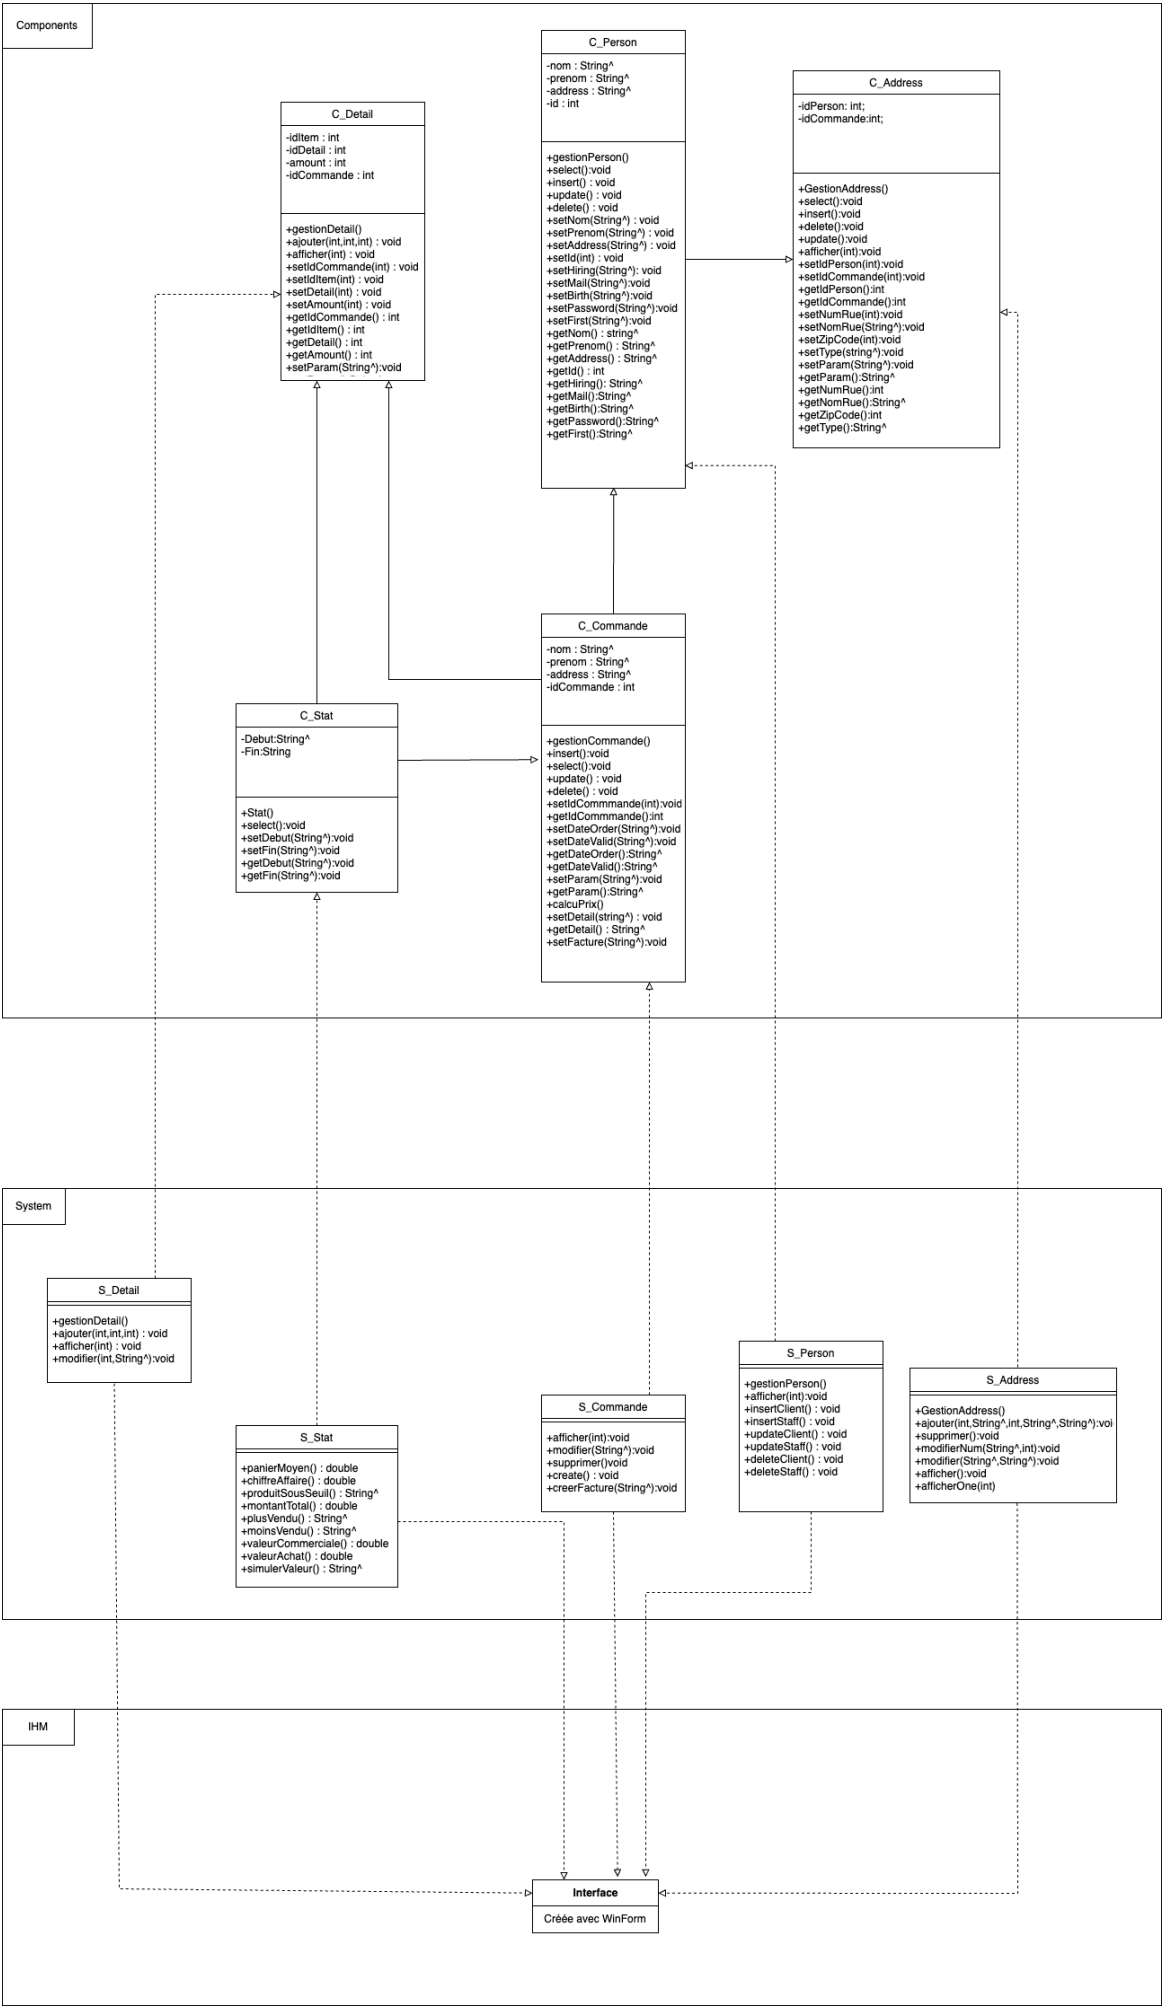 Components
C_Person
-nom : String^
-prenom : String^
-address : String^
-id : int
+gestionPerson()
+select():void
+insert() : void
+update() : void
+delete() : void
+setNom(String^) : void
+setPrenom(String^) : void
+setAddress(String^) : void
+setId(int) : void
+setHiring(String^): void
+setMail(String^):void
+setBirth(String^):void
+setPassword(String^):void
+setFirst(String^):void
+getNom() : string^
+getPrenom() : String^
+getAddress() : String^
+getId() : int
+getHiring(): String^
+getMail():String^
+getBirth():String^
+getPassword():String^
+getFirst():String^
C_Address
-idPerson: int;
-idCommande:int;
+GestionAddress()
+select():void
+insert():void
+delete():void
+update():void
+afficher(int):void
+setIdPerson(int):void
+setIdCommande(int):void
+getIdPerson():int
+getIdCommande():int
+setNumRue(int):void
+setNomRue(String^):void
+setZipCode(int):void
+setType(string^):void
+setParam(String^):void
+getParam():String^
+getNumRue():int
+getNomRue():String^
+getZipCode():int
+getType():String^
C_Detail
-idItem : int
-idDetail : int
-amount : int
-idCommande : int
+gestionDetail()
+ajouter(int,int,int) : void
+afficher(int) : void
+setIdCommande(int) : void
+setIdItem(int) : void
+setDetail(int) : void
+setAmount(int) : void
+getIdCommande() : int
+getIdItem() : int
+getDetail() : int
+getAmount() : int
+setParam(String^):void
C_Commande
-nom : String^
-prenom : String^
-address : String^
-idCommande : int
+gestionCommande()
+insert():void
+select():void
+update() : void
+delete() : void
+setIdCommmande(int):void
+getIdCommmande():int
+setDateOrder(String^):void
+setDateValid(String^):void
+getDateOrder():String^
+getDateValid():String^
+setParam(String^):void
+getParam():String^
+calcuPrix()
+setDetail(string^) : void
+getDetail() : String^
+setFacture(String^):void
C_Stat
-Debut:String^
-Fin:String
+Stat()
+select():void
+setDebut(String^):void
+setFin(String^):void
+getDebut(String^):void
+getFin(String^):void
System
S_Detail
+gestionDetail()
+ajouter(int,int,int) : void
+afficher(int) : void
+modifier(int,String^):void
S_Stat
+panierMoyen() : double
+chiffreAffaire() : double
+produitSousSeuil() : String^
+montantTotal() : double
+plusVendu() : String^
+moinsVendu() : String^
+valeurCommerciale() : double
+valeurAchat() : double
+simulerValeur() : String^
S_Commande
+afficher(int):void
+modifier(String^):void
+supprimer()void
+create() : void
+creerFacture(String^):void
S_Person
+gestionPerson()
+afficher(int):void
+insertClient() : void
+insertStaff() : void
+updateClient() : void
+updateStaff() : void
+deleteClient() : void
+deleteStaff() : void
S_Address
+GestionAddress()
+ajouter(int,String^,int,String^,String^):voi
+supprimer():void
+modifierNum(String^,int):void
+modifier(String^,String^):void
+afficher():void
+afficherOne(int)
IHM
Interface
Créée avec WinForm